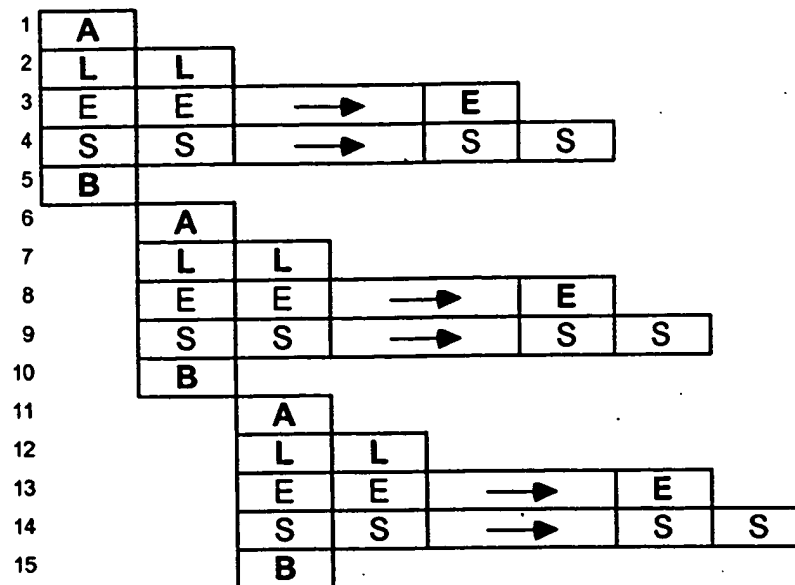 1 A
2 L L
3 E E → E
4 S S → S S
5 B
6 A
7 L L
8 E E → E
9 S S → S S
10 B
11 A
12 L L
13 E E → E
14 S S → S S
15 B